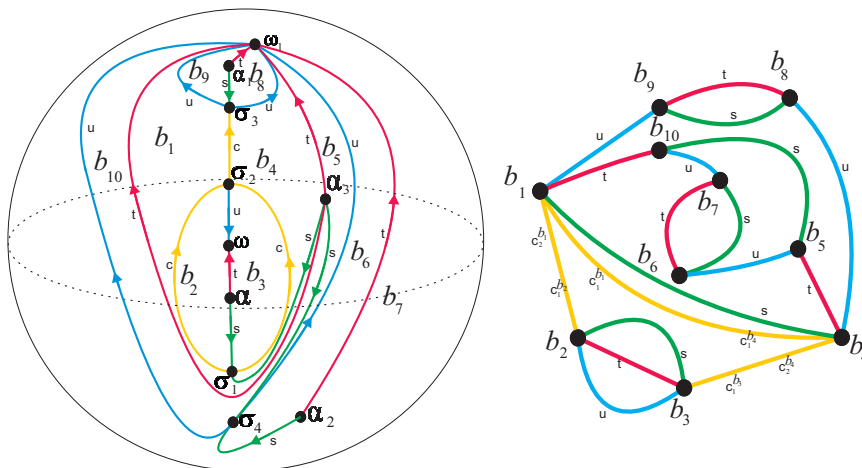 ω₁
b₉
α
t
b₈
s
u
u
σ₃
u
u
b₁
c
t
b₅
b₁₀
b₄
σ₂
α₃
t
u
t
ω
c
c
s
s
b₆
b₂
t
b₃
α
b₇
s
σ₁
σ₄
α₂
s
b₉
t
b₈
s
u
b₁₀
u
s
u
b₁
t
b₇
t
s
c₂^{b₁}
b₆
u
b₅
c₁^{b₁}
t
s
c₁^{b₂}
c₁^{b₄}
b
b₂
s
t
c₁^{b₃}
c₂^{b₄}
u
b₃